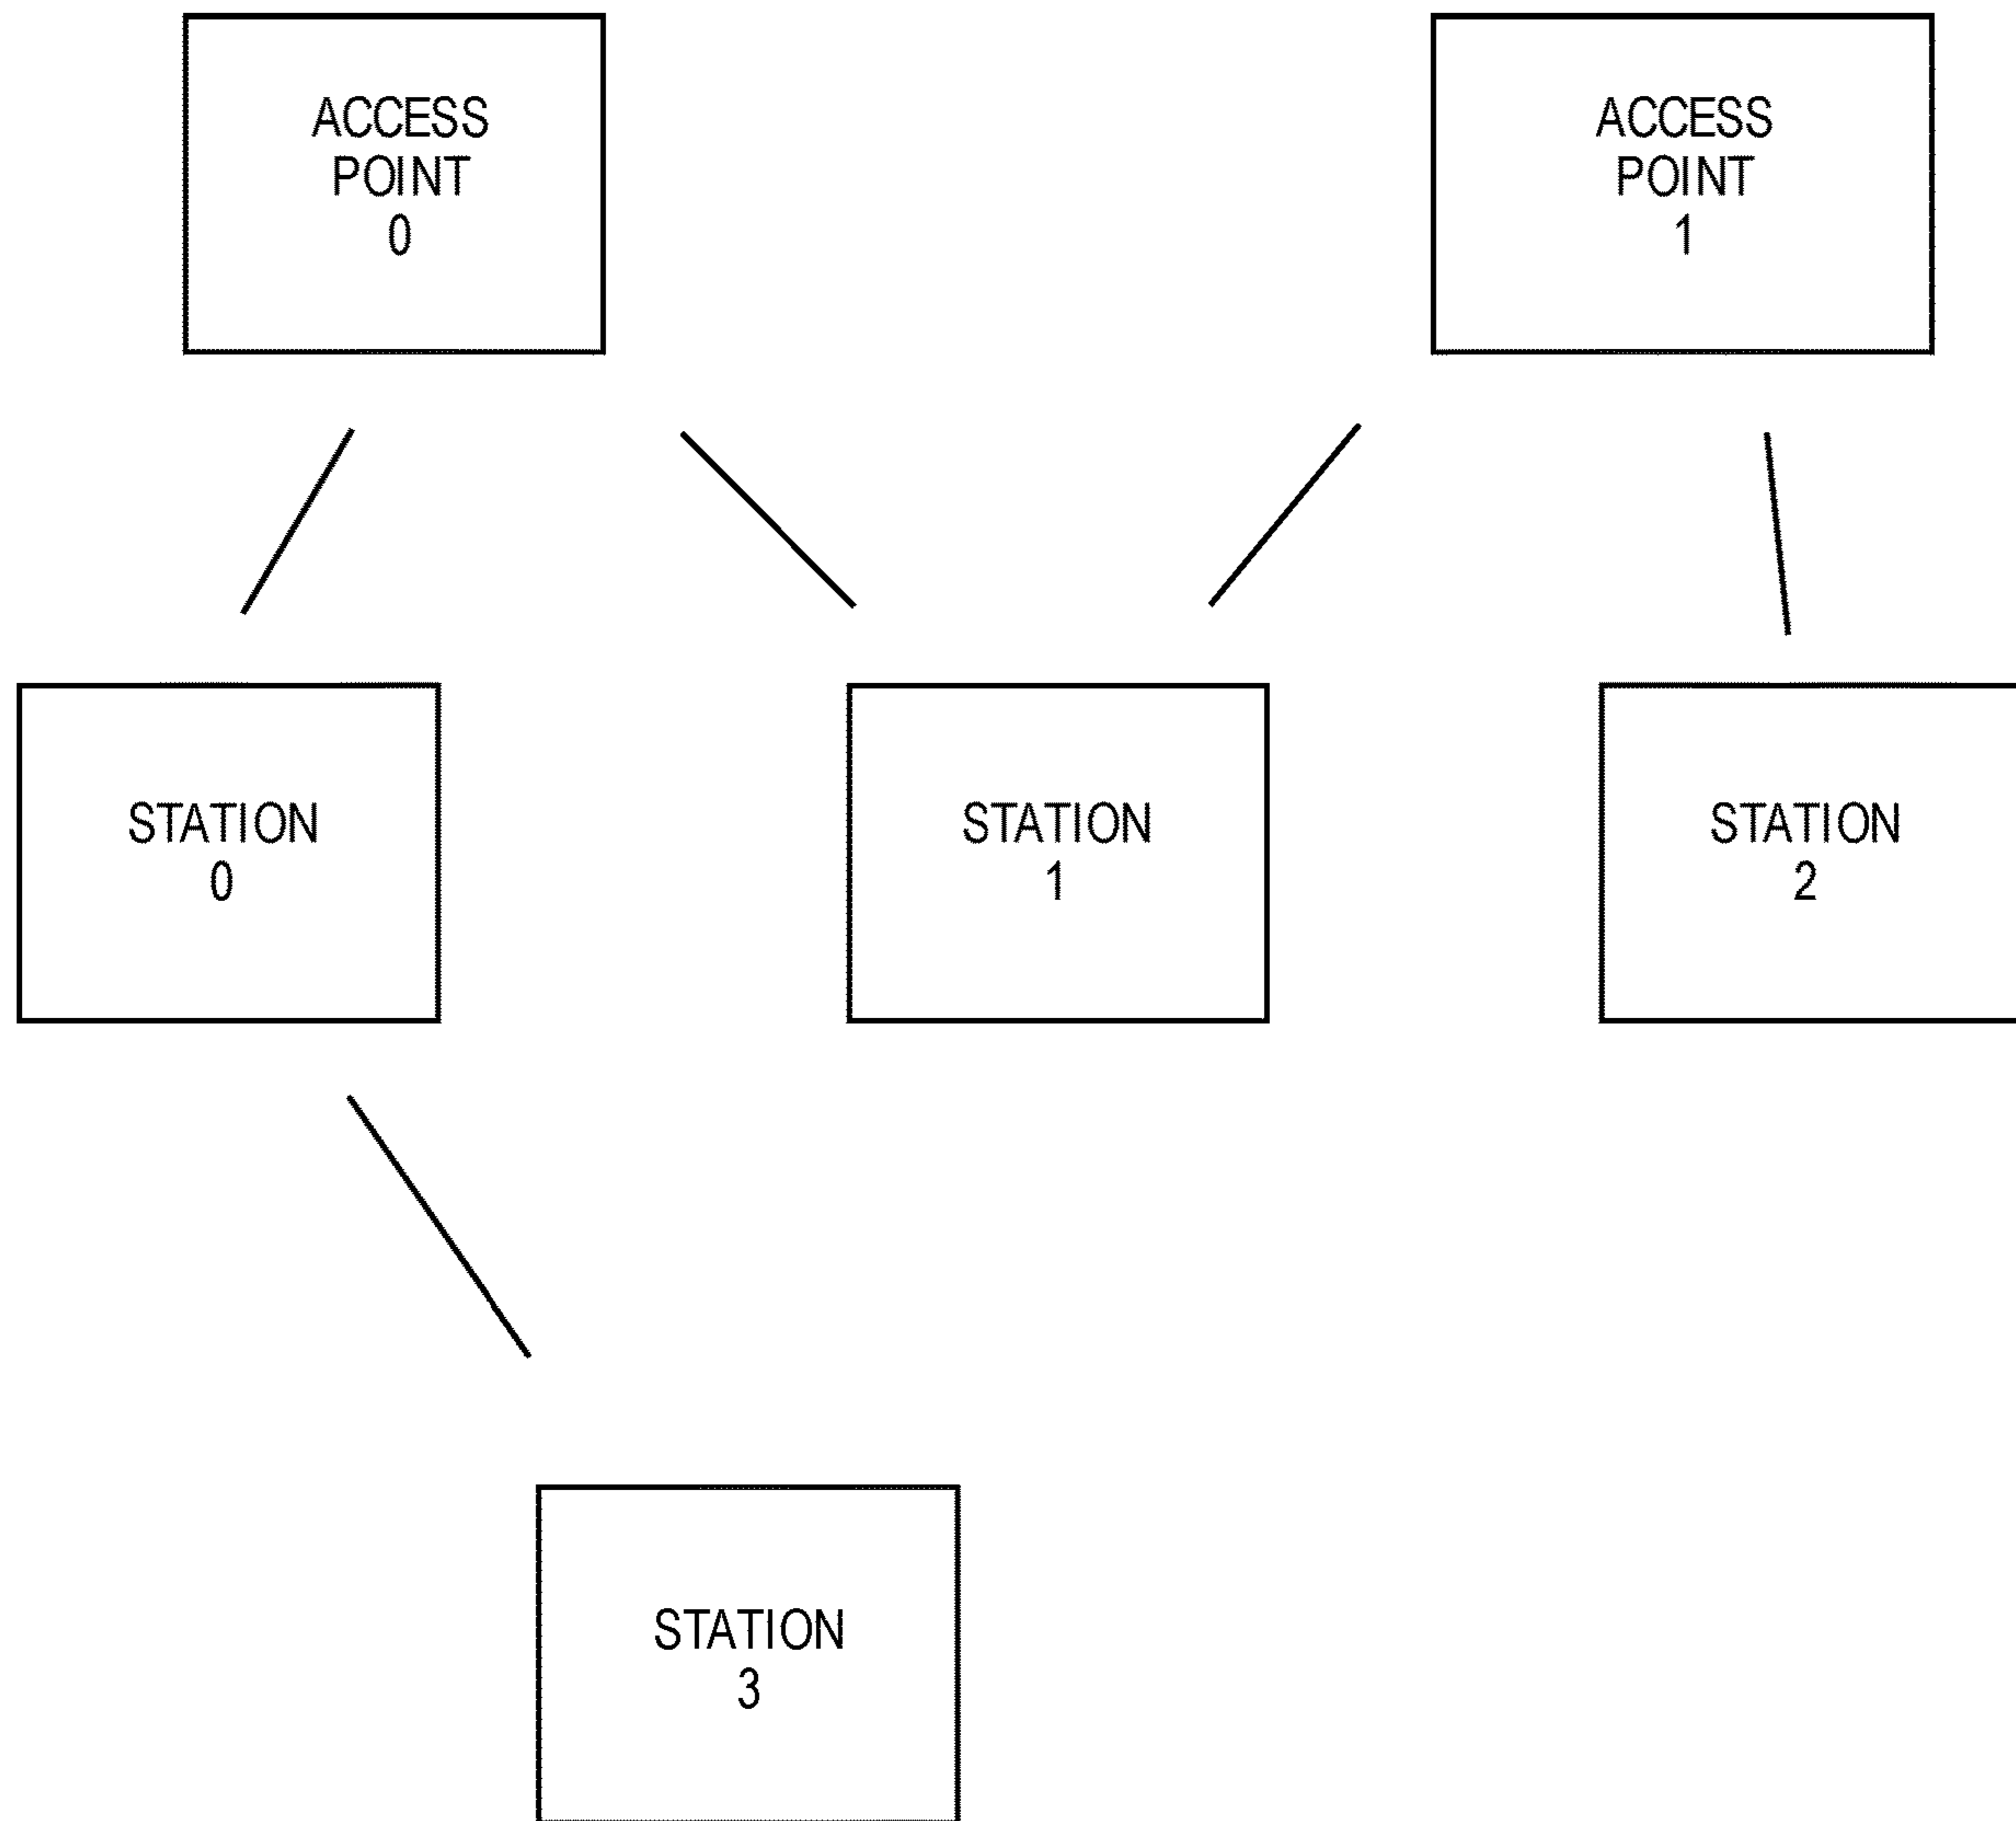 ACCESS
POINT
0
ACCESS
POINT
1
STATION
0
STATION
1
STATION
2
STATION
3